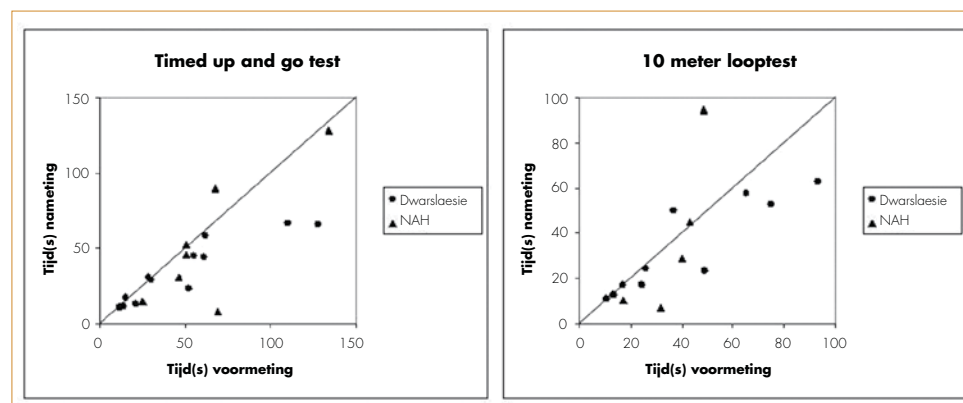 Timed up and go test
150
100
50
0
0
50
100
150
Tijd(s) nameting
Tijd(s) voormeting
Dwarslaesie
NAH
10 meter looptest
100
80
60
40
20
0
0
20
40
60
80
100
Tijd(s) nameting
Tijd(s) voormeting
Dwarslaesie
NAH